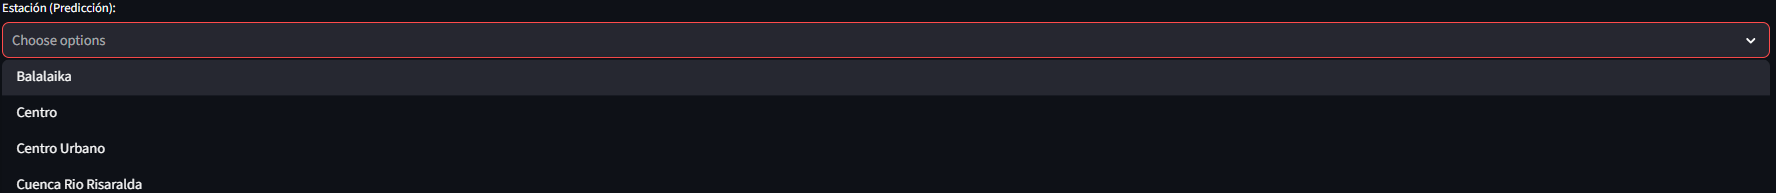 Estación (Predicción):
Choose options
Balalaika
Centro
Centro Urbano
Cuenca Rio Risaralda